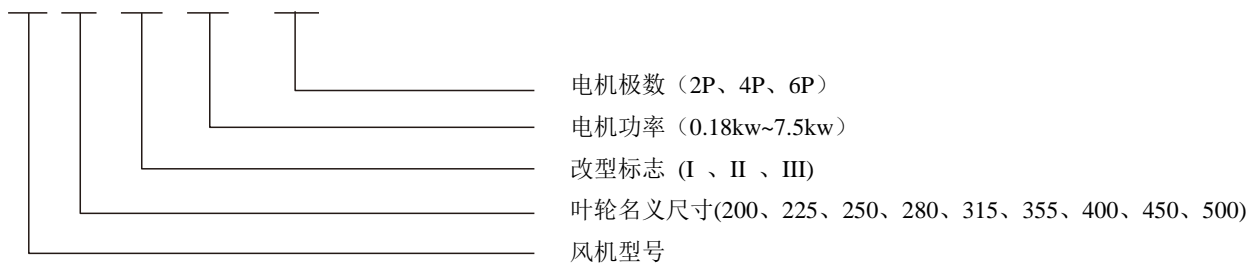 电机极数（2P、4P、6P）
电机功率（0.18kw~7.5kw）
改型标志 (I 、II 、III)
叶轮名义尺寸(200、225、250、280、315、355、400、450、500)
风机型号